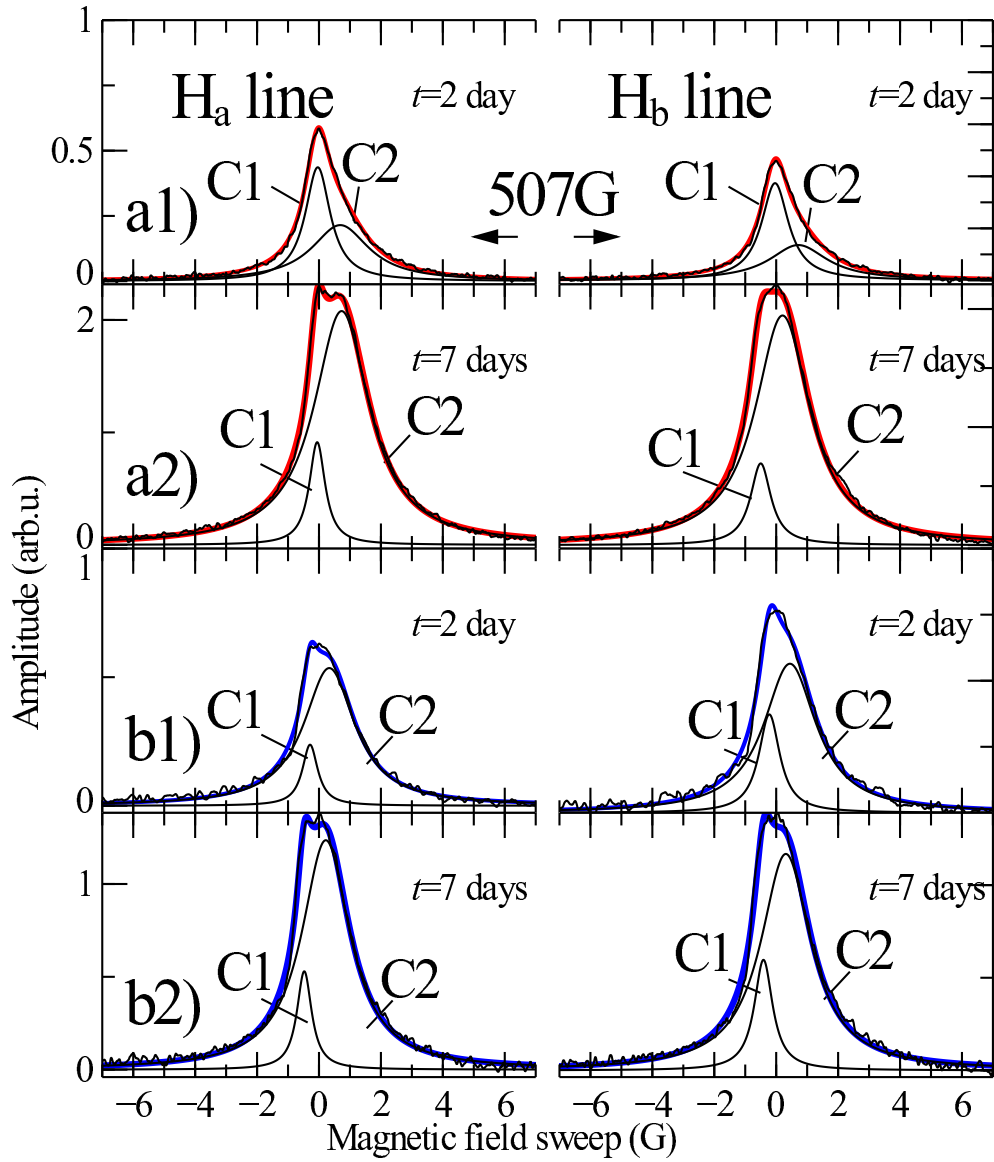 1
H_a line
t=2 day
H_b line
t=2 day
0.5
C1
C2
507G
C1
C2
a1)
0
2
t=7 days
t=7 days
C1
C2
C1
C2
a2)
0
1
t=2 day
t=2 day
C1
C2
C1
C2
b1)
0
1
t=7 days
t=7 days
C1
C2
C1
C2
b2)
0
−6 −4 −2 0 2 4 6
−6 −4 −2 0 2 4 6
Magnetic field sweep (G)
Amplitude (arb.u.)